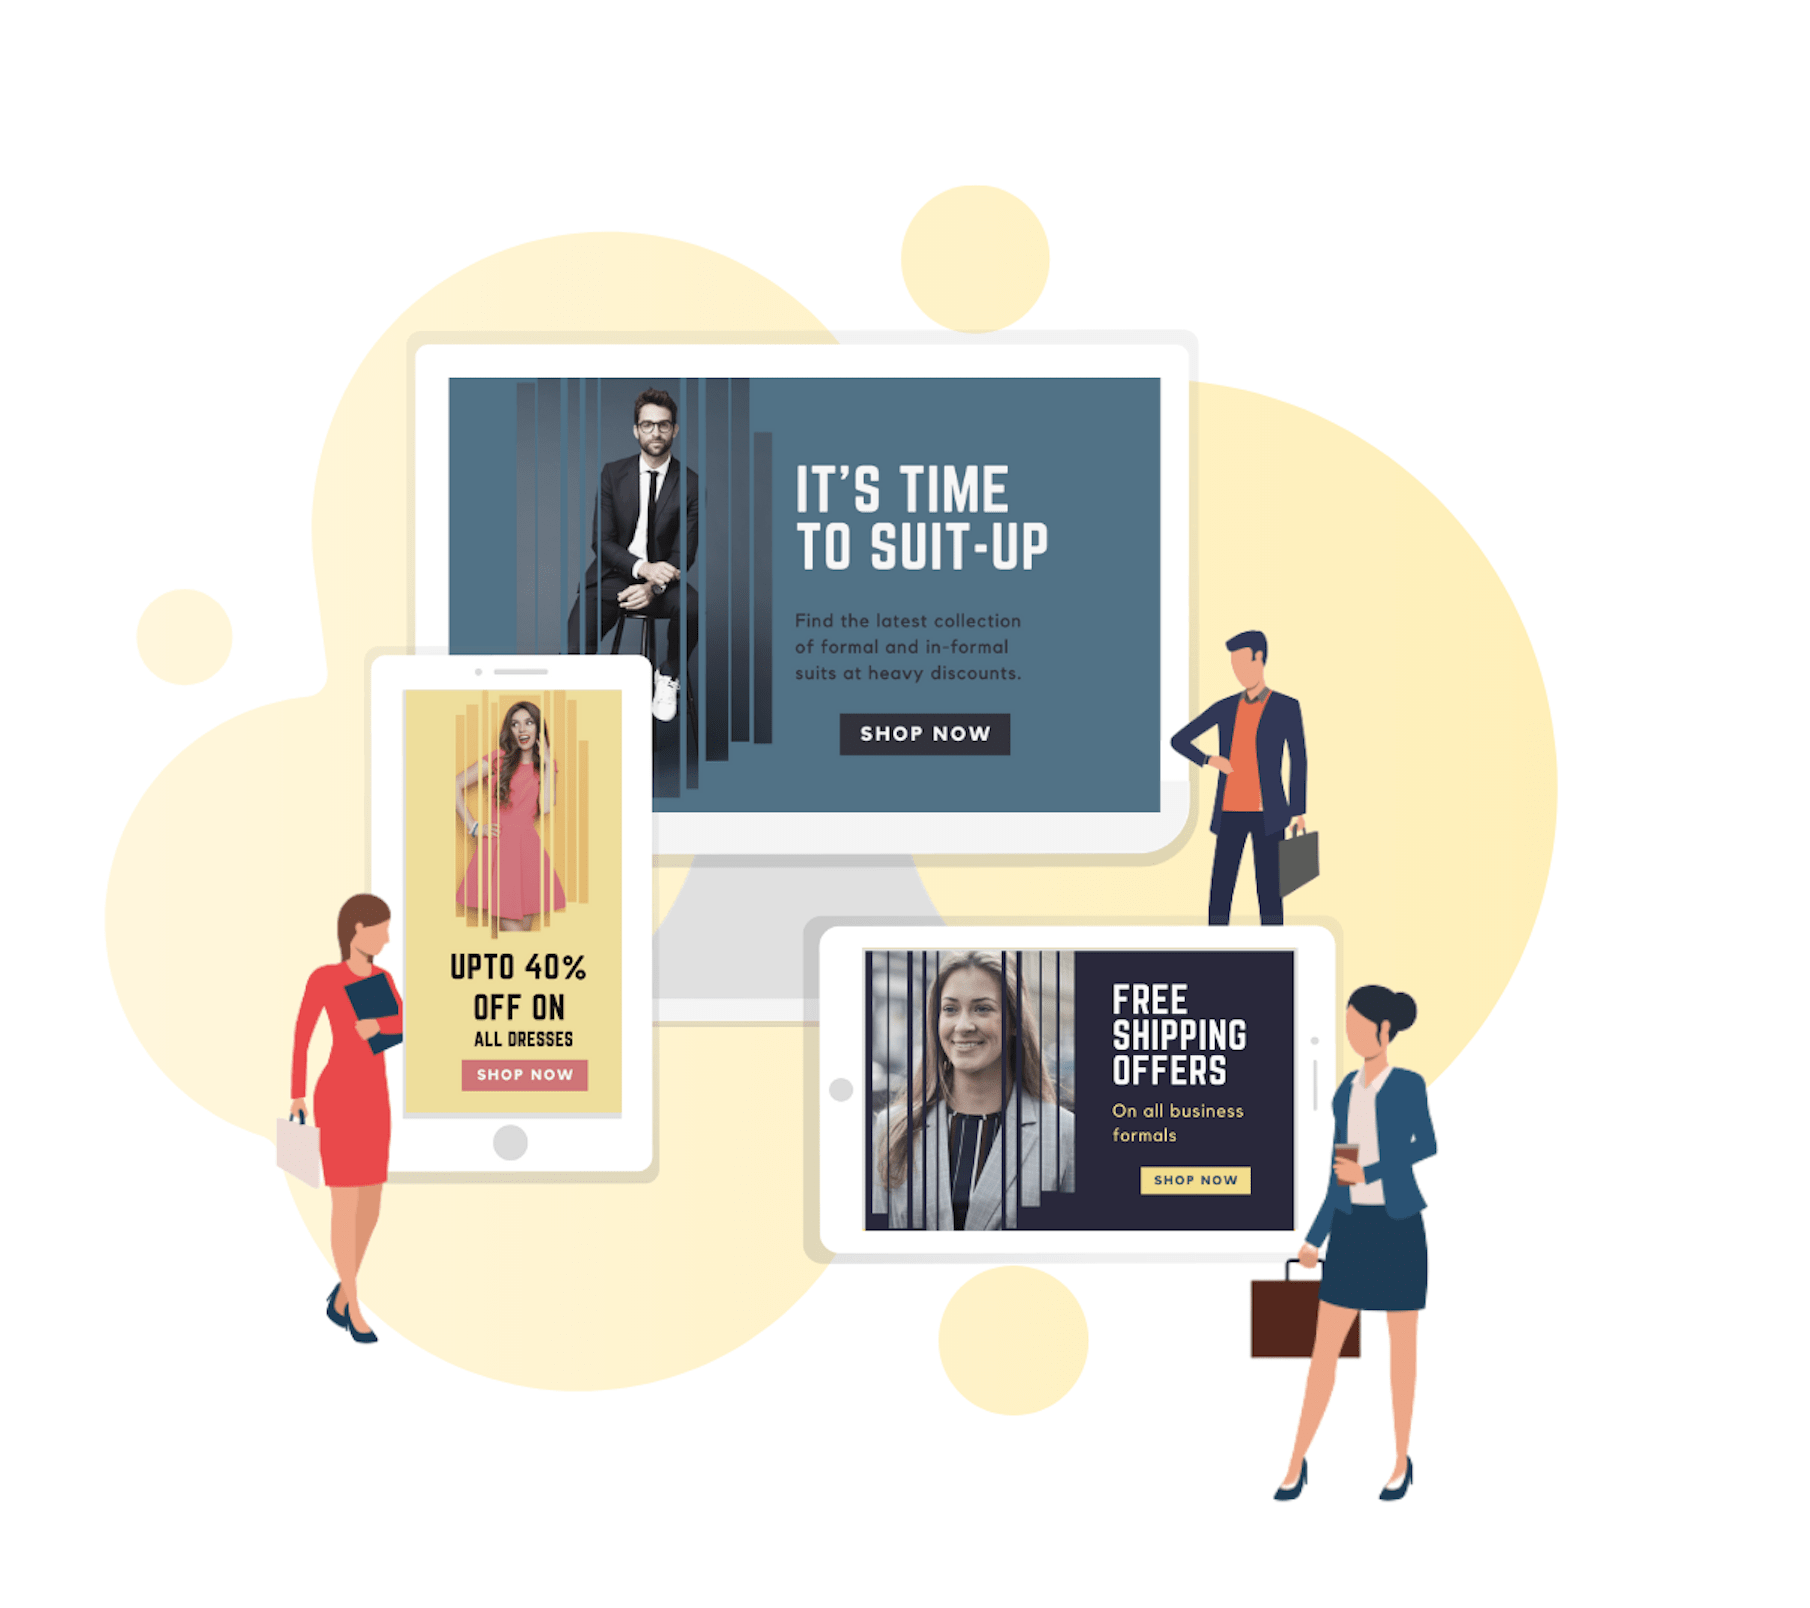 IT'S TIME
TO SUIT-UP
Find the latest collection
of formal and in-formal
suits at heavy discounts.
SHOP NOW
UPTO 40%
OFF ON
ALL DRESSES
SHOP NOW
FREE
SHIPPING
OFFERS
On all business
formals
SHOP NOW